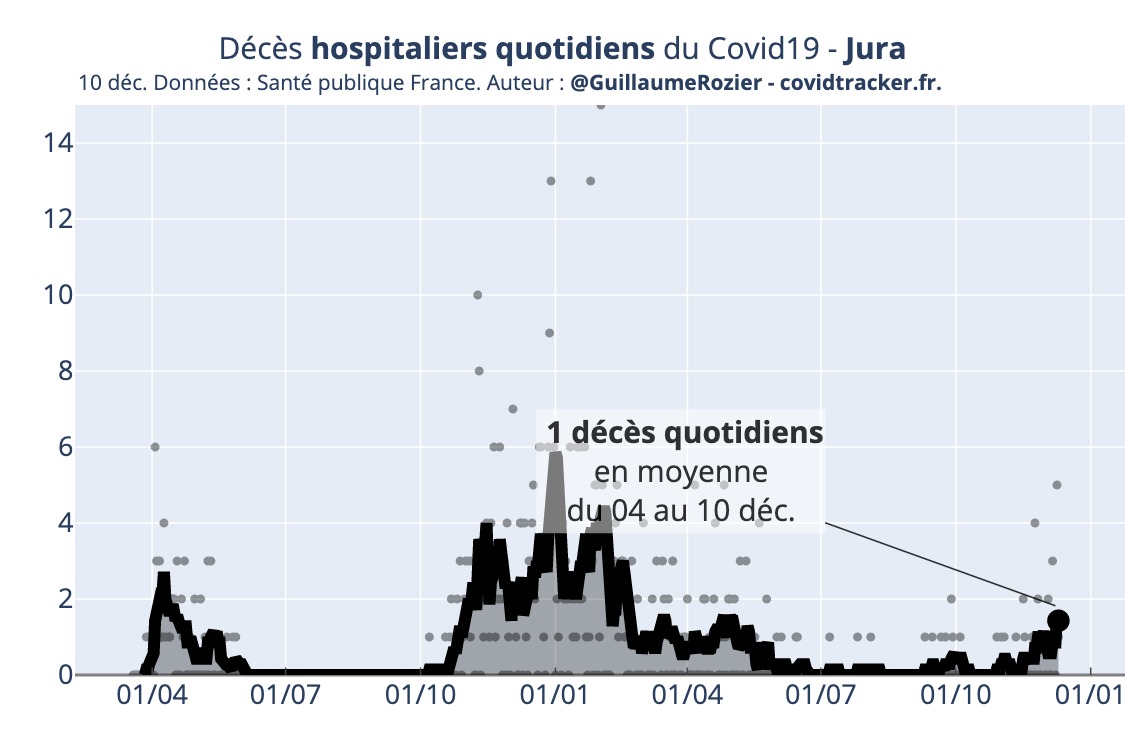 Décès hospitaliers quotidiens du Covid19 - Jura
10 déc. Données : Santé publique France. Auteur : @GuillaumeRozier - covidtracker.fr.
14
12
10
8
6
4
2
0
1 décès quotidiens
en moyenne
du 04 au 10 déc.
01/04 01/07 01/10 01/01 01/04 01/07 01/10 01/01